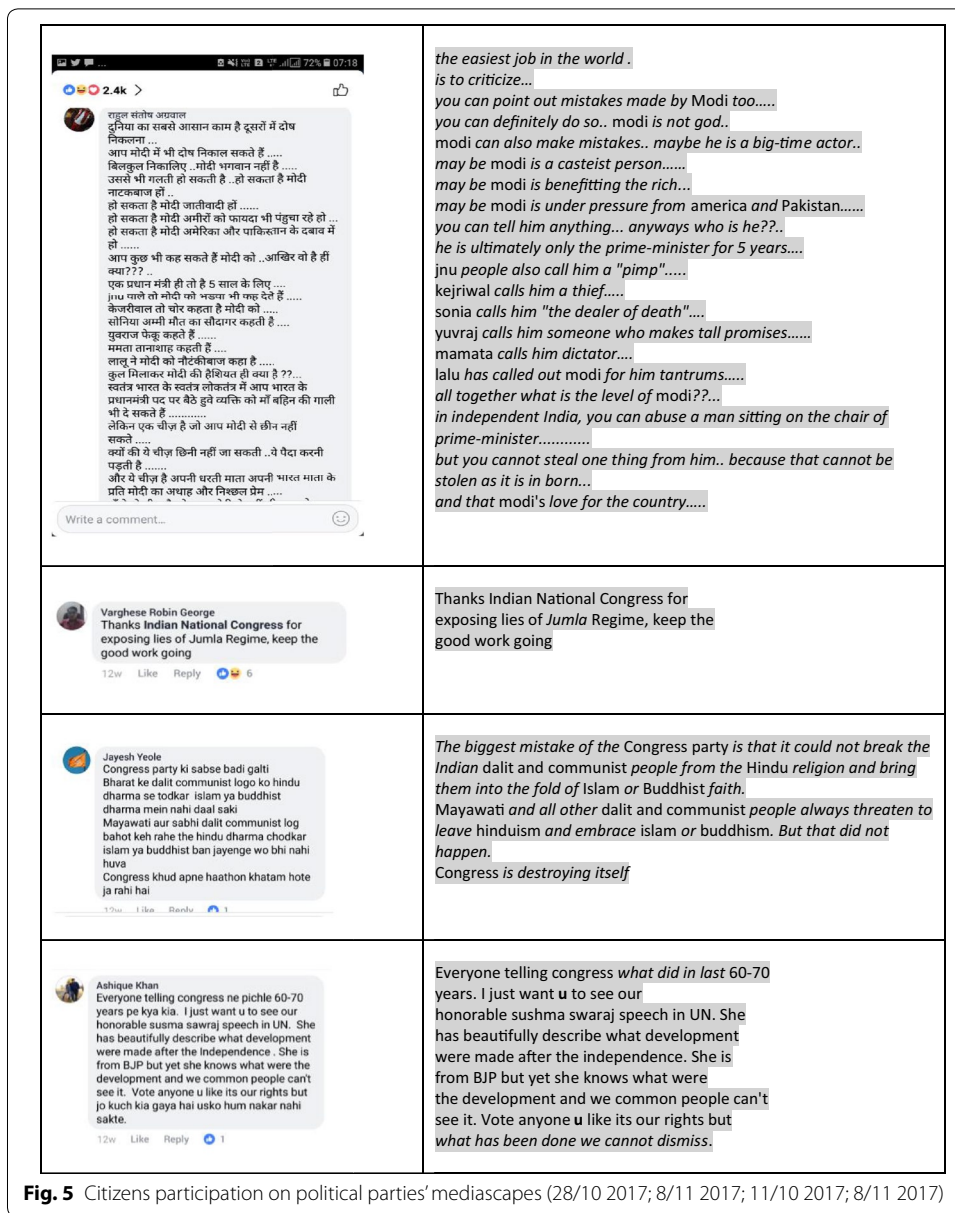 72% 07:18
2.4k >
राहुल संतोष अग्रवाल
दुनिया का सबसे आसान काम है दूसरों में दोष
निकलना ...
आप मोदी में भी दोष निकाल सकते हैं .....
बिलकुल निकालिए ..मोदी भगवान नहीं है .....
उससे भी गलती हो सकती है ..हो सकता है मोदी
नाटकबाज हों ..
हो सकता है मोदी जातीवादी हों ......
हो सकता है मोदी अमीरों को फायदा भी पंहुचा रहे हो ...
हो सकता है मोदी अमेरिका और पाकिस्तान के दबाव में
हो ......
आप कुछ भी कह सकते हैं मोदी को ..आखिर वो है हीं
क्या??? ..
एक प्रधान मंत्री ही तो है 5 साल के लिए ....
jnu वाले तो मोदी को भडवा भी कह देते हैं .....
केजरीवाल तो चोर कहता है मोदी को .....
सोनिया अम्मी मौत का सौदागर कहती है ....
युवराज फेकू कहते हैं ......
ममता तानाशाह कहती हैं ....
लालू ने मोदी को नौटंकीबाज कहा है .....
कुल मिलाकर मोदी की हैशियत ही क्या है ??...
स्वतंत्र भारत के स्वतंत्र लोकतंत्र में आप भारत के
प्रधानमंत्री पद पर बैठे हुवे व्यक्ति को माँ बहिन की गाली
भी दे सकते हैं ............
लेकिन एक चीज़ है जो आप मोदी से छीन नहीं
सकते .....
क्यों की ये चीज़ छिनी नहीं जा सकती ..ये पैदा करनी
पड़ती है .......
और ये चीज़ है अपनी धरती माता अपनी भारत माता के
प्रति मोदी का अथाह और निश्छल प्रेम .....
Write a comment...
the easiest job in the world .
is to criticize...
you can point out mistakes made by Modi too.....
you can definitely do so.. modi is not god..
modi can also make mistakes.. maybe he is a big-time actor..
may be modi is a casteist person......
may be modi is benefitting the rich...
may be modi is under pressure from america and Pakistan......
you can tell him anything... anyways who is he??..
he is ultimately only the prime-minister for 5 years....
jnu people also call him a "pimp".....
kejriwal calls him a thief.....
sonia calls him "the dealer of death"....
yuvraj calls him someone who makes tall promises......
mamata calls him dictator....
lalu has called out modi for him tantrums.....
all together what is the level of modi??...
in independent India, you can abuse a man sitting on the chair of
prime-minister............
but you cannot steal one thing from him.. because that cannot be
stolen as it is in born...
and that modi's love for the country.....
Varghese Robin George
Thanks Indian National Congress for
exposing lies of Jumla Regime, keep the
good work going
12w Like Reply 6
Thanks Indian National Congress for
exposing lies of Jumla Regime, keep the
good work going
Jayesh Yeole
Congress party ki sabse badi galti
Bharat ke dalit communist logo ko hindu
dharma se todkar islam ya buddhist
dharma mein nahi daal saki
Mayawati aur sabhi dalit communist log
bahot keh rahe the hindu dharma chodkar
islam ya buddhist ban jayenge wo bhi nahi
huva
Congress khud apne haathon khatam hote
ja rahi hai
12w Like Reply 1
The biggest mistake of the Congress party is that it could not break the
Indian dalit and communist people from the Hindu religion and bring
them into the fold of Islam or Buddhist faith.
Mayawati and all other dalit and communist people always threaten to
leave hinduism and embrace islam or buddhism. But that did not
happen.
Congress is destroying itself
Ashique Khan
Everyone telling congress ne pichle 60-70
years pe kya kia. I just want u to see our
honorable susma sawraj speech in UN. She
has beautifully describe what development
were made after the Independence . She is
from BJP but yet she knows what were the
development and we common people can't
see it. Vote anyone u like its our rights but
jo kuch kia gaya hai usko hum nakar nahi
sakte.
12w Like Reply 1
Everyone telling congress what did in last 60-70
years. I just want u to see our
honorable sushma swaraj speech in UN. She
has beautifully describe what development
were made after the independence. She is
from BJP but yet she knows what were
the development and we common people can't
see it. Vote anyone u like its our rights but
what has been done we cannot dismiss.
Fig. 5 Citizens participation on political parties' mediascapes (28/10 2017; 8/11 2017; 11/10 2017; 8/11 2017)